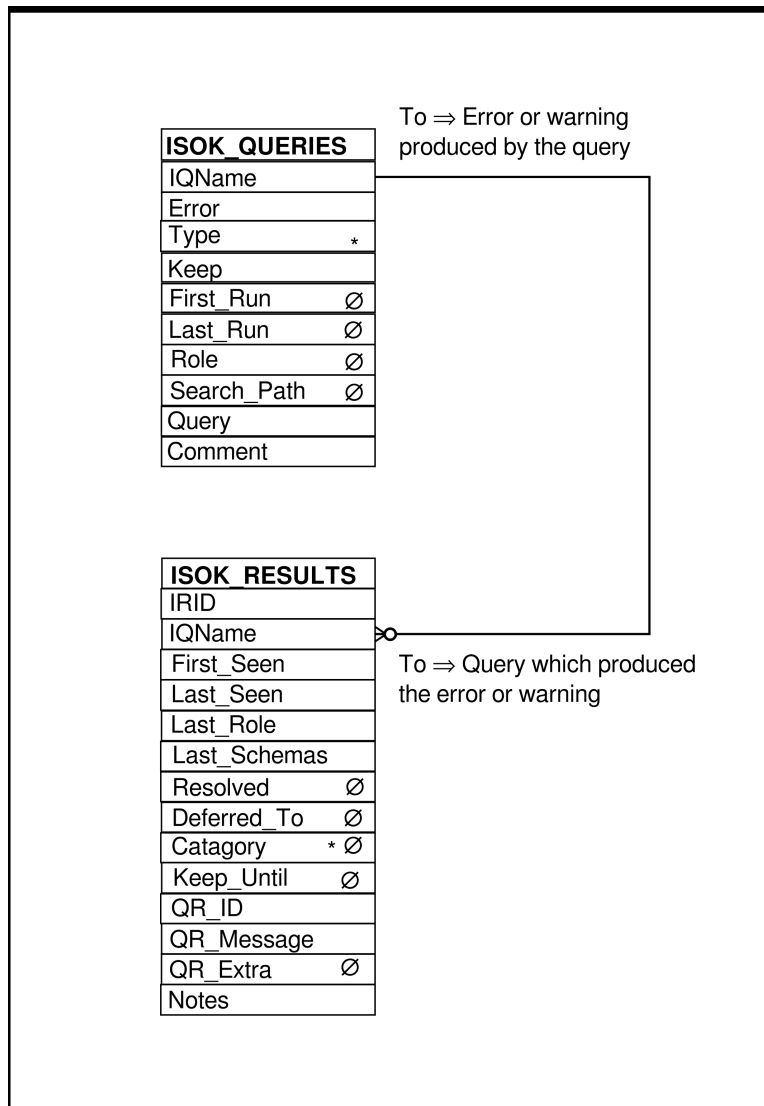 To ⇒ Error or warning
produced by the query
ISOK_QUERIES
IQName
Error
Type *
Keep
First_Run ∅
Last_Run ∅
Role ∅
Search_Path ∅
Query
Comment
ISOK_RESULTS
IRID
IQName
First_Seen
Last_Seen
Last_Role
Last_Schemas
Resolved ∅
Deferred_To ∅
Catagory * ∅
Keep_Until ∅
QR_ID
QR_Message
QR_Extra ∅
Notes
To ⇒ Query which produced
the error or warning